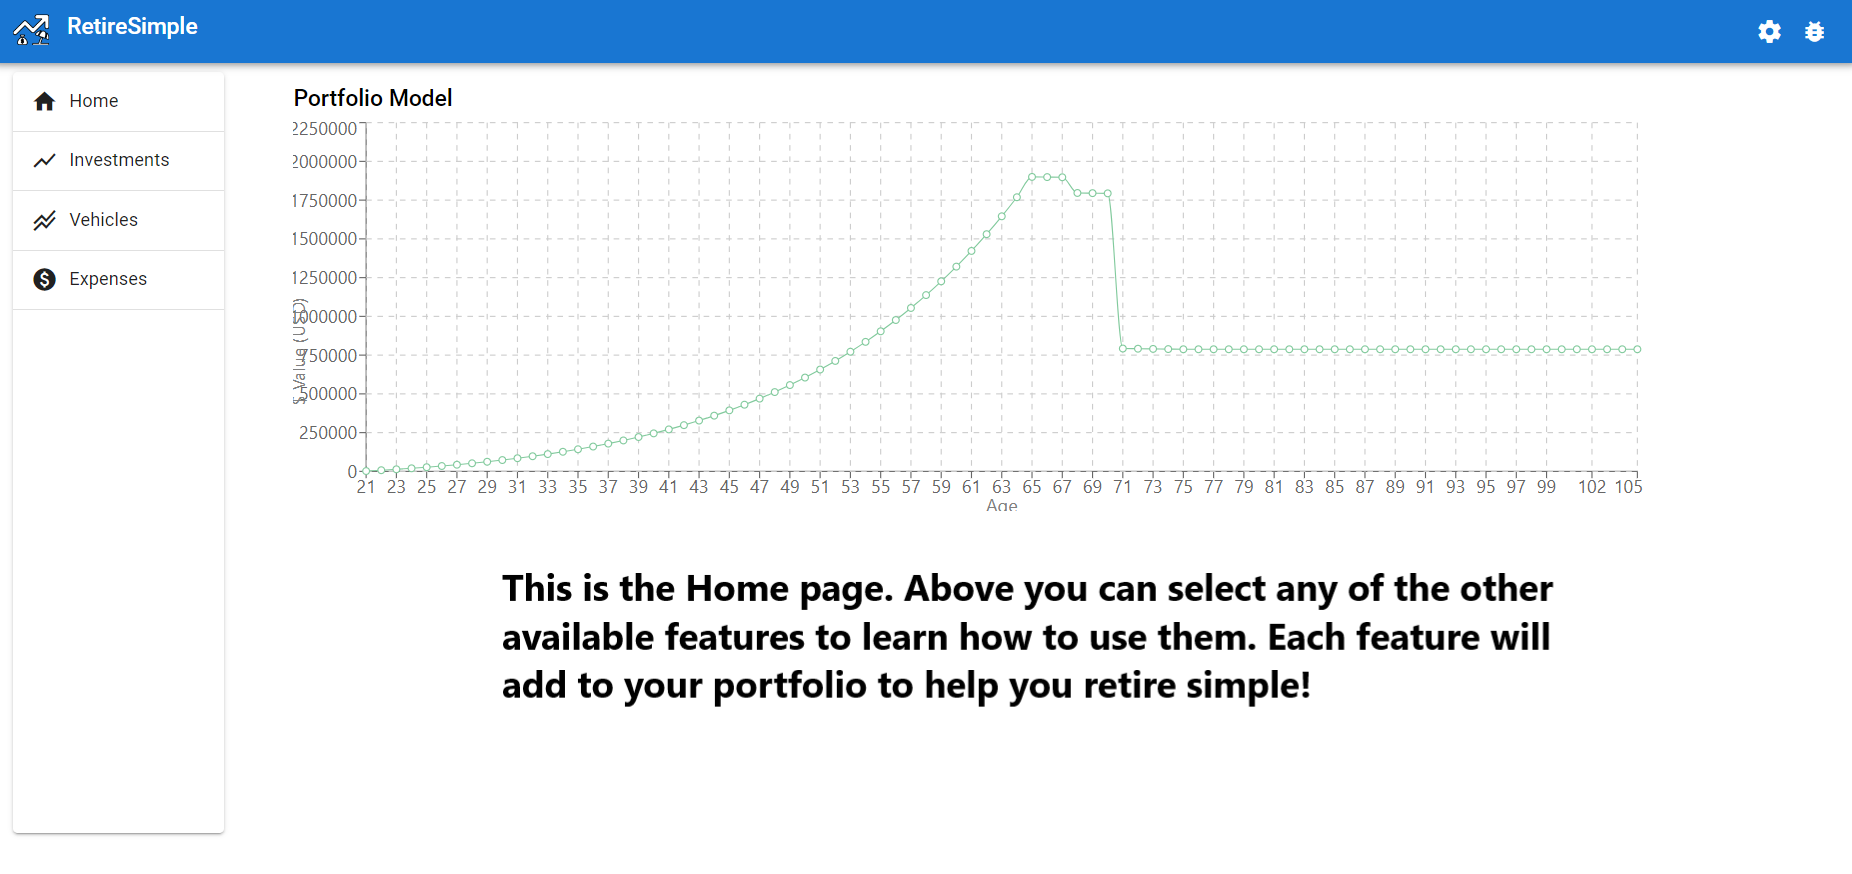 RetireSimple
Home
Investments
Vehicles
Expenses
Portfolio Model
2250000
2000000
1750000
1500000
1250000
1000000
750000
500000
250000
0
$ Value (USD)
21 23 25 27 29 31 33 35 37 39 41 43 45 47 49 51 53 55 57 59 61 63 65 67 69 71 73 75 77 79 81 83 85 87 89 91 93 95 97 99 102 105
Age
This is the Home page. Above you can select any of the other
available features to learn how to use them. Each feature will
add to your portfolio to help you retire simple!